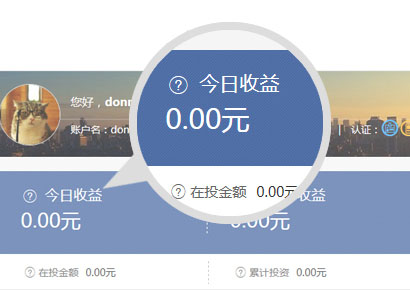 您好，donn
账户名：don
认证：
今日收益
0.00元
在投金额 0.00元
今日收益
0.00元
收益
0.00元
在投金额 0.00元
累计投资 0.00元